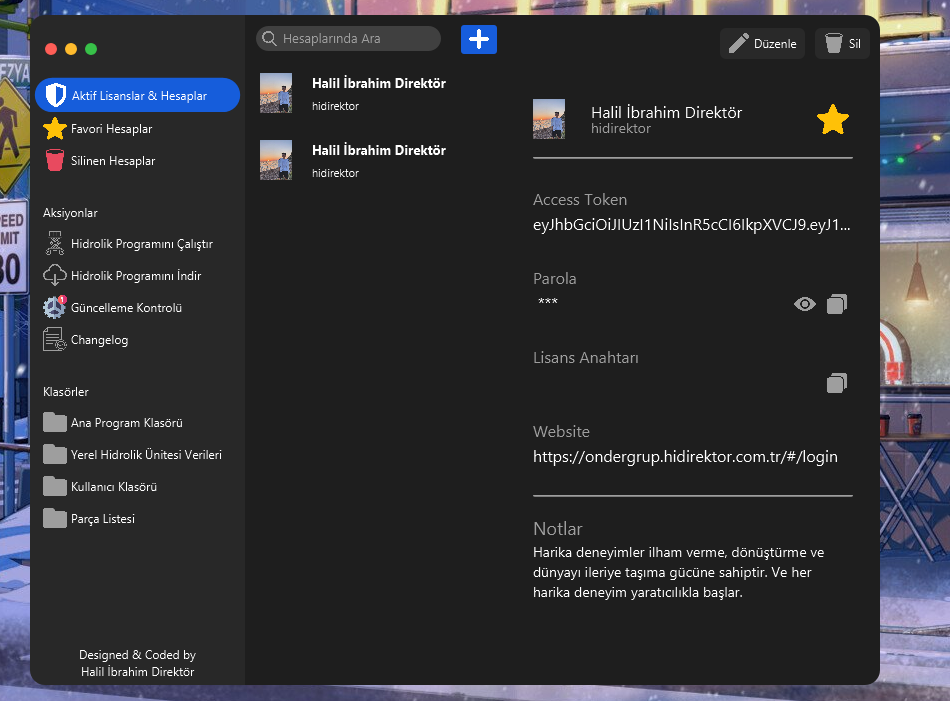 Hesaplarında Ara
Düzenle
Sil
Aktif Lisanslar & Hesaplar
Favori Hesaplar
Silinen Hesaplar
Aksiyonlar
Hidrolik Programını Çalıştır
Hidrolik Programını İndir
1
Güncelleme Kontrolü
Changelog
Klasörler
Ana Program Klasörü
Yerel Hidrolik Ünitesi Verileri
Kullanıcı Klasörü
Parça Listesi
Designed & Coded by
Halil İbrahim Direktör
Halil İbrahim Direktör
hidirektor
Halil İbrahim Direktör
hidirektor
Halil İbrahim Direktör
hidirektor
Access Token
eyJhbGciOiJIUzI1NiIsInR5cCI6IkpXVCJ9.eyJ1...
Parola
***
Lisans Anahtarı
Website
https://ondergrup.hidirektor.com.tr/#/login
Notlar
Harika deneyimler ilham verme, dönüştürme ve
dünyayı ileriye taşıma gücüne sahiptir. Ve her
harika deneyim yaratıcılıkla başlar.